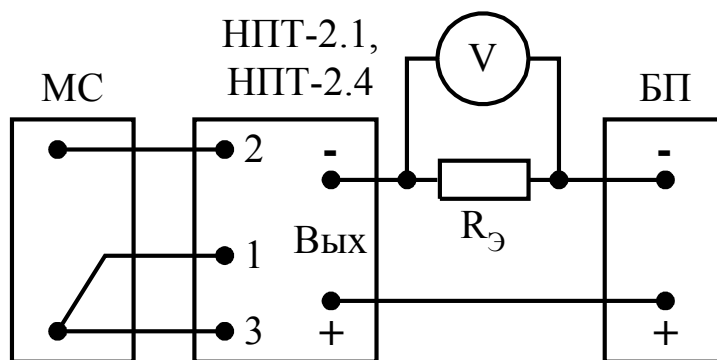 НПТ-2.1,
НПТ-2.4
V
МС
БП
2
-
-
RЭ
1
Вых
3
+
+